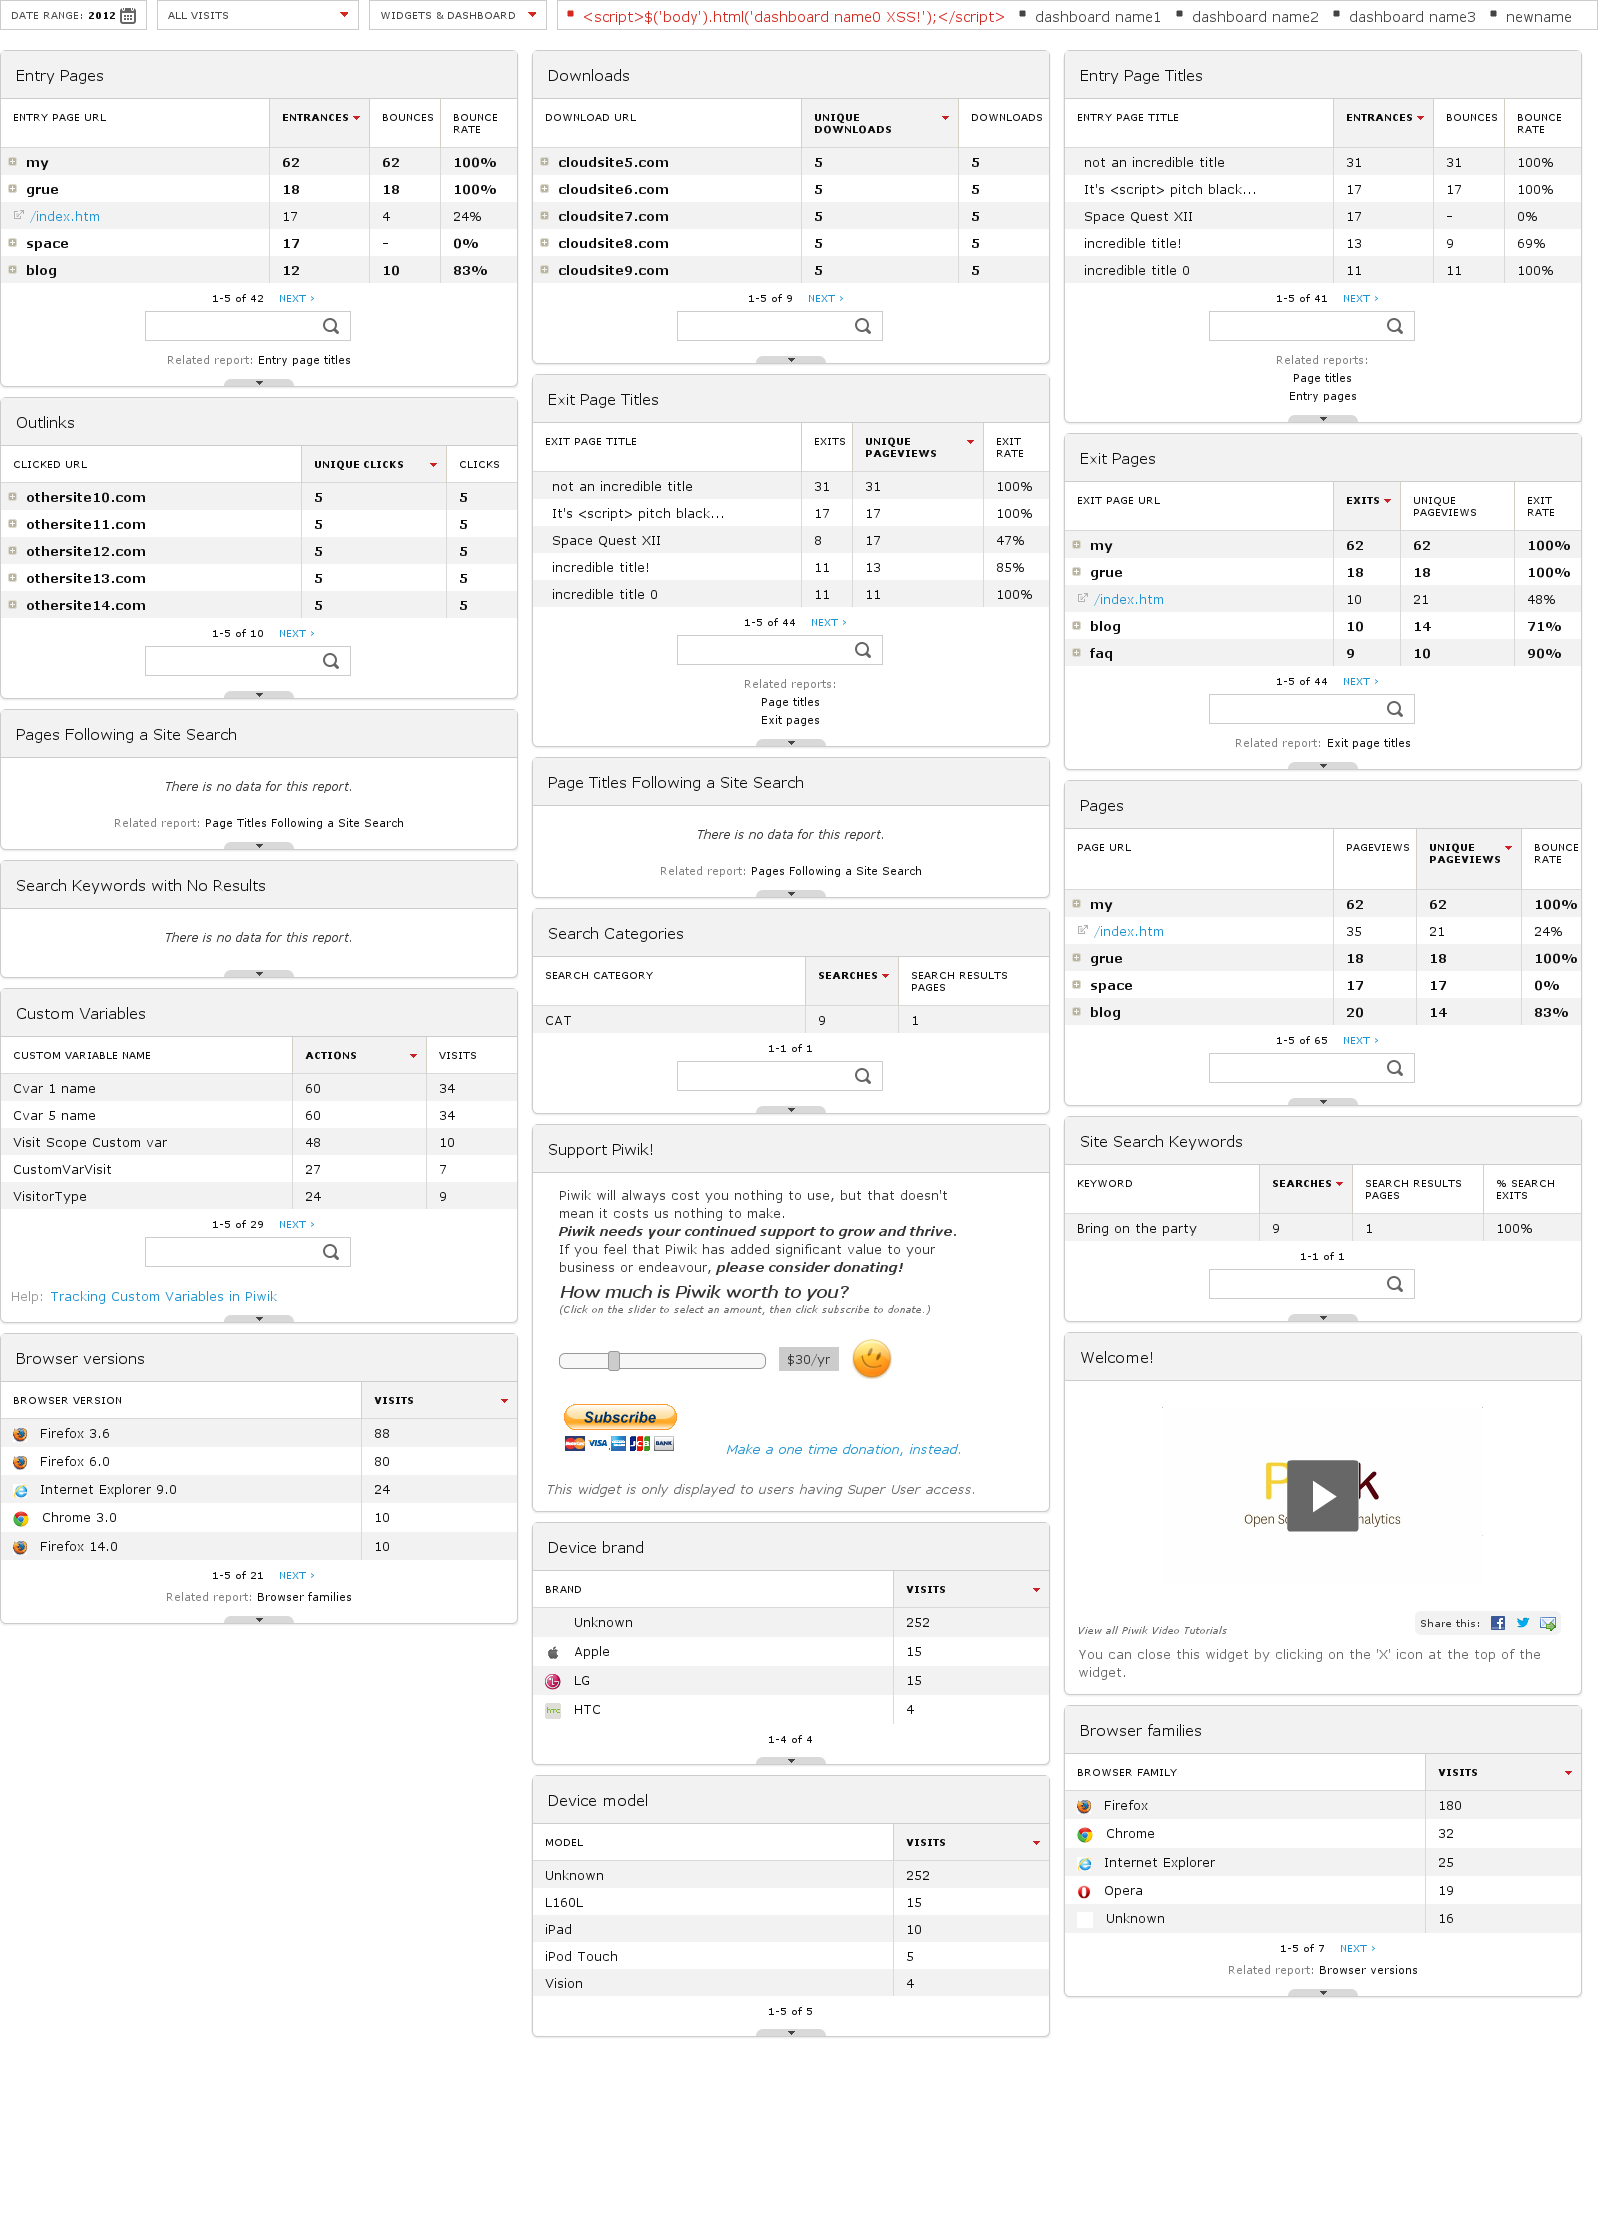 DATE RANGE: 2012
ALL VISITS
WIDGETS & DASHBOARD
<script>$('body').html('dashboard name0 XSS!');</script> dashboard name1 dashboard name2 dashboard name3 newname
Entry Pages
ENTRY PAGE URL ENTRANCES BOUNCES BOUNCE RATE
my 62 62 100%
grue 18 18 100%
/index.htm 17 4 24%
space 17 - 0%
blog 12 10 83%
1-5 of 42 NEXT ›
Related report: Entry page titles
Outlinks
CLICKED URL UNIQUE CLICKS CLICKS
othersite10.com 5 5
othersite11.com 5 5
othersite12.com 5 5
othersite13.com 5 5
othersite14.com 5 5
1-5 of 10 NEXT ›
Pages Following a Site Search
There is no data for this report.
Related report: Page Titles Following a Site Search
Search Keywords with No Results
There is no data for this report.
Custom Variables
CUSTOM VARIABLE NAME ACTIONS VISITS
Cvar 1 name 60 34
Cvar 5 name 60 34
Visit Scope Custom var 48 10
CustomVarVisit 27 7
VisitorType 24 9
1-5 of 29 NEXT ›
Help: Tracking Custom Variables in Piwik
Browser versions
BROWSER VERSION VISITS
Firefox 3.6 88
Firefox 6.0 80
Internet Explorer 9.0 24
Chrome 3.0 10
Firefox 14.0 10
1-5 of 21 NEXT ›
Related report: Browser families
Downloads
DOWNLOAD URL UNIQUE DOWNLOADS DOWNLOADS
cloudsite5.com 5 5
cloudsite6.com 5 5
cloudsite7.com 5 5
cloudsite8.com 5 5
cloudsite9.com 5 5
1-5 of 9 NEXT ›
Exit Page Titles
EXIT PAGE TITLE EXITS UNIQUE PAGEVIEWS EXIT RATE
not an incredible title 31 31 100%
It's <script> pitch black... 17 17 100%
Space Quest XII 8 17 47%
incredible title! 11 13 85%
incredible title 0 11 11 100%
1-5 of 44 NEXT ›
Related reports:
Page titles
Exit pages
Page Titles Following a Site Search
There is no data for this report.
Related report: Pages Following a Site Search
Search Categories
SEARCH CATEGORY SEARCHES SEARCH RESULTS PAGES
CAT 9 1
1-1 of 1
Support Piwik!
Piwik will always cost you nothing to use, but that doesn't
mean it costs us nothing to make.
Piwik needs your continued support to grow and thrive.
If you feel that Piwik has added significant value to your
business or endeavour, please consider donating!
How much is Piwik worth to you?
(Click on the slider to select an amount, then click subscribe to donate.)
$30/yr
Subscribe
VISA JCB BANK
Make a one time donation, instead.
This widget is only displayed to users having Super User access.
Device brand
BRAND VISITS
Unknown 252
Apple 15
LG 15
hTC HTC 4
1-4 of 4
Device model
MODEL VISITS
Unknown 252
L160L 15
iPad 10
iPod Touch 5
Vision 4
1-5 of 5
Entry Page Titles
ENTRY PAGE TITLE ENTRANCES BOUNCES BOUNCE RATE
not an incredible title 31 31 100%
It's <script> pitch black... 17 17 100%
Space Quest XII 17 - 0%
incredible title! 13 9 69%
incredible title 0 11 11 100%
1-5 of 41 NEXT ›
Related reports:
Page titles
Entry pages
Exit Pages
EXIT PAGE URL EXITS UNIQUE PAGEVIEWS EXIT RATE
my 62 62 100%
grue 18 18 100%
/index.htm 10 21 48%
blog 10 14 71%
faq 9 10 90%
1-5 of 44 NEXT ›
Related report: Exit page titles
Pages
PAGE URL PAGEVIEWS UNIQUE PAGEVIEWS BOUNCE RATE
my 62 62 100%
/index.htm 35 21 24%
grue 18 18 100%
space 17 17 0%
blog 20 14 83%
1-5 of 65 NEXT ›
Site Search Keywords
KEYWORD SEARCHES SEARCH RESULTS PAGES % SEARCH EXITS
Bring on the party 9 1 100%
1-1 of 1
Welcome!
P k
Open S nalytics
View all Piwik Video Tutorials
Share this:
You can close this widget by clicking on the 'X' icon at the top of the
widget.
Browser families
BROWSER FAMILY VISITS
Firefox 180
Chrome 32
Internet Explorer 25
Opera 19
Unknown 16
1-5 of 7 NEXT ›
Related report: Browser versions